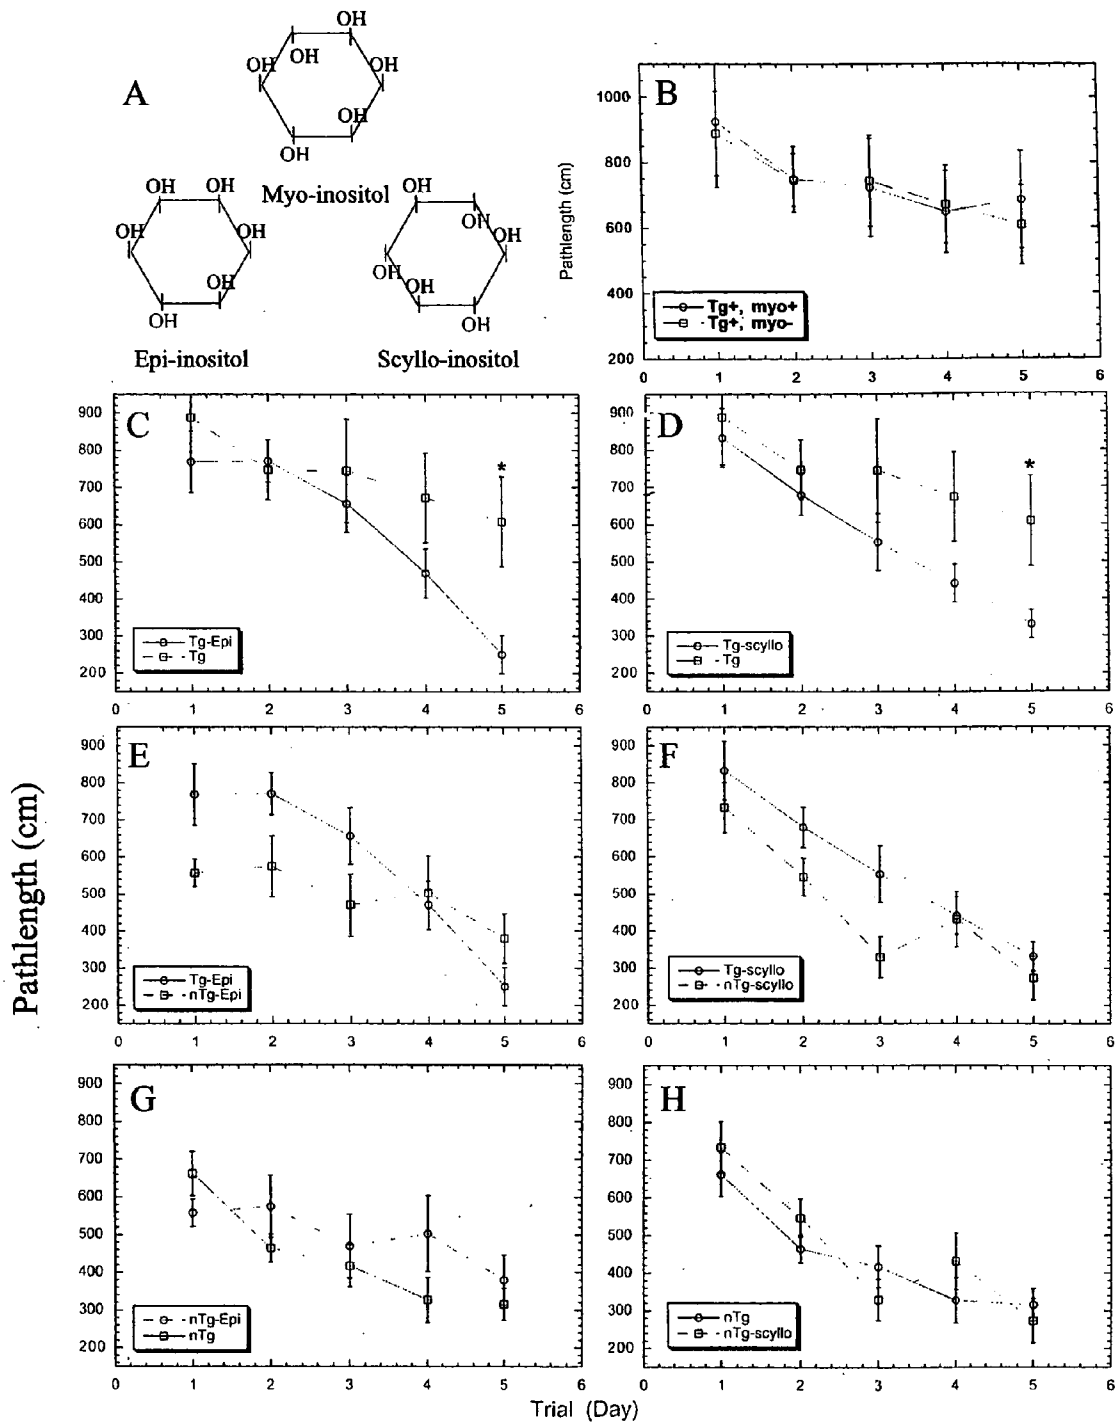 A
OH
OH
OH
OH
OH
OH
Myo-inositol
OH
OH
OH
OH
OH
OH
Epi-inositol
OH
OH
OH
OH
OH
OH
Scyllo-inositol
B
Pathlength (cm)
1000
800
600
400
200
0 1 2 3 4 5 6
Tg+, myo+
Tg+, myo-
C
900
800
700
600
500
400
300
200
*
Tg-Epi
Tg
0 1 2 3 4 5 6
D
900
800
700
600
500
400
300
200
*
Tg-scyllo
Tg
0 1 2 3 4 5 6
Pathlength (cm)
E
900
800
700
600
500
400
300
200
Tg-Epi
nTg-Epi
0 1 2 3 4 5 6
F
900
800
700
600
500
400
300
200
Tg-scyllo
nTg-scyllo
0 1 2 3 4 5 6
G
900
800
700
600
500
400
300
200
nTg-Epi
nTg
0 1 2 3 4 5 6
H
900
800
700
600
500
400
300
200
nTg
nTg-scyllo
0 1 2 3 4 5 6
Trial (Day)